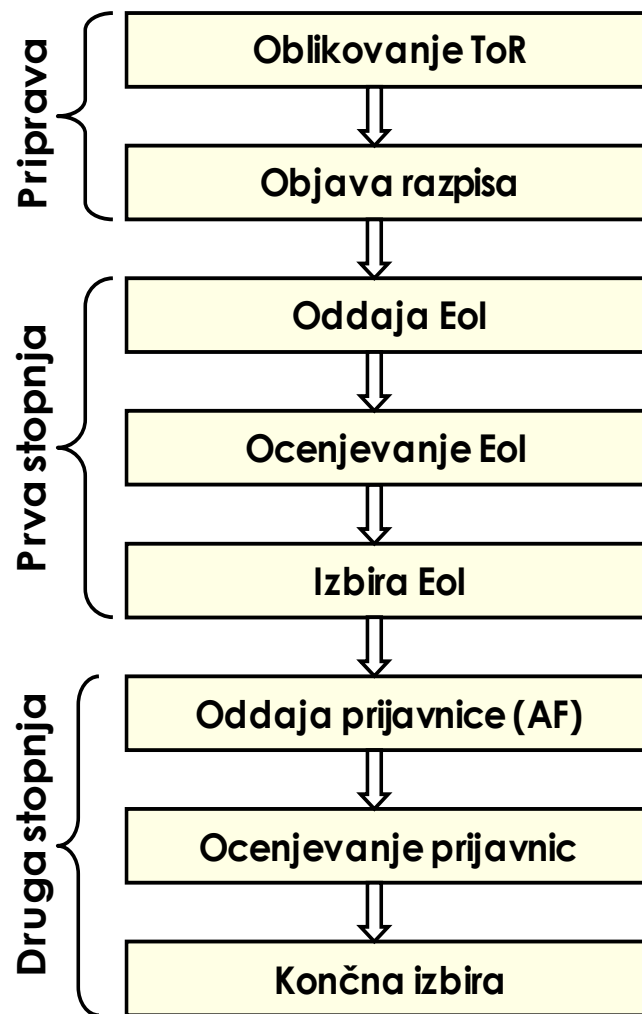 Priprava
Oblikovanje ToR
Objava razpisa
Prva stopnja
Oddaja EoI
Ocenjevanje EoI
Izbira EoI
Druga stopnja
Oddaja prijavnice (AF)
Ocenjevanje prijavnic
Končna izbira